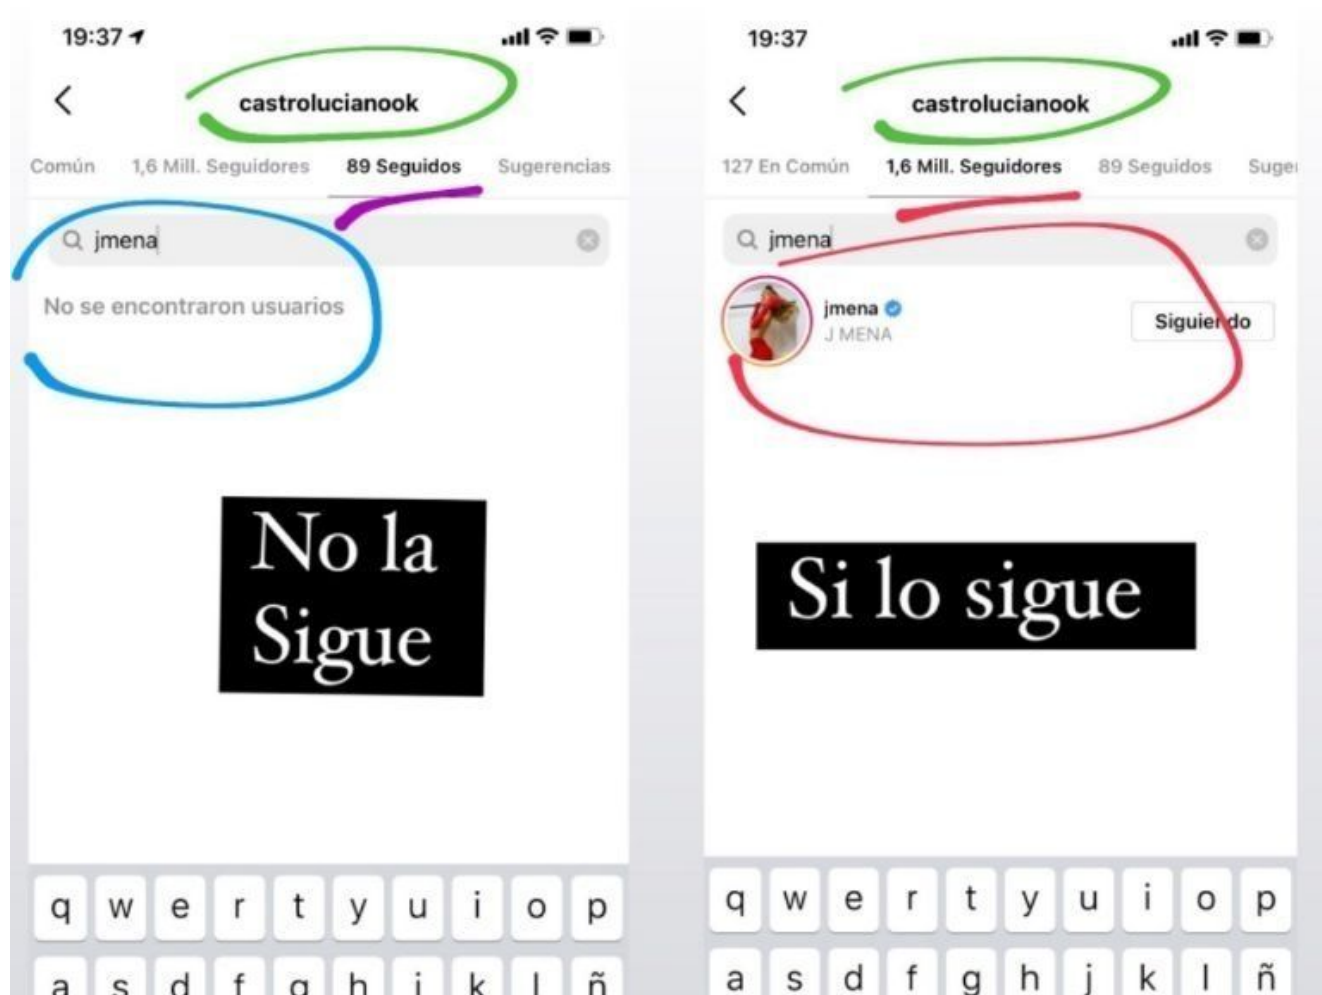 19:37
castrolucianook
Común 1,6 Mill. Seguidores 89 Seguidos Sugerencias
jmena
No se encontraron usuarios
No la
Sigue
q w e r t y u i o p
a s d f g h j k l ñ
19:37
castrolucianook
127 En Común 1,6 Mill. Seguidores 89 Seguidos Suger
jmena
jmena
J MENA
Siguiendo
Si lo sigue
q w e r t y u i o p
a s d f g h j k l ñ